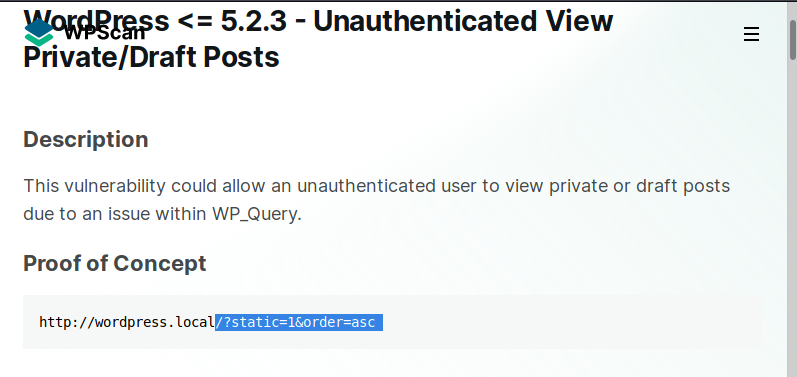 WordPress <= 5.2.3 - Unauthenticated View
WPScan
Private/Draft Posts
Description
This vulnerability could allow an unauthenticated user to view private or draft posts
due to an issue within WP_Query.
Proof of Concept
http://wordpress.local/?static=1&order=asc